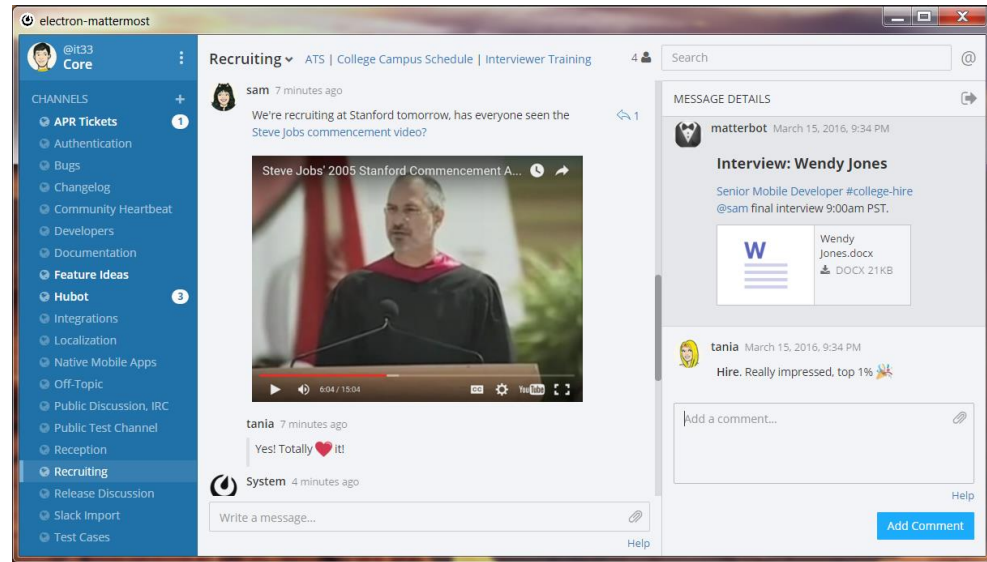 electron-mattermost
@it33
Core
CHANNELS +
APR Tickets 1
Authentication
Bugs
Changelog
Community Heartbeat
Developers
Documentation
Feature Ideas
Hubot 3
Integrations
Localization
Native Mobile Apps
Off-Topic
Public Discussion, IRC
Public Test Channel
Reception
Recruiting
Release Discussion
Slack Import
Test Cases
Recruiting ATS | College Campus Schedule | Interviewer Training 4
sam 7 minutes ago
We're recruiting at Stanford tomorrow, has everyone seen the 1
Steve Jobs commencement video?
Steve Jobs' 2005 Stanford Commencement A...
6:04 / 15:04 CC YouTube
tania 7 minutes ago
Yes! Totally ❤️ it!
System 4 minutes ago
Write a message...
Help
Search @
MESSAGE DETAILS
matterbot March 15, 2016, 9:34 PM
Interview: Wendy Jones
Senior Mobile Developer #college-hire
@sam final interview 9:00am PST.
W
Wendy
Jones.docx
DOCX 21KB
tania March 15, 2016, 9:34 PM
Hire. Really impressed, top 1% 🎉
Add a comment...
Help
Add Comment